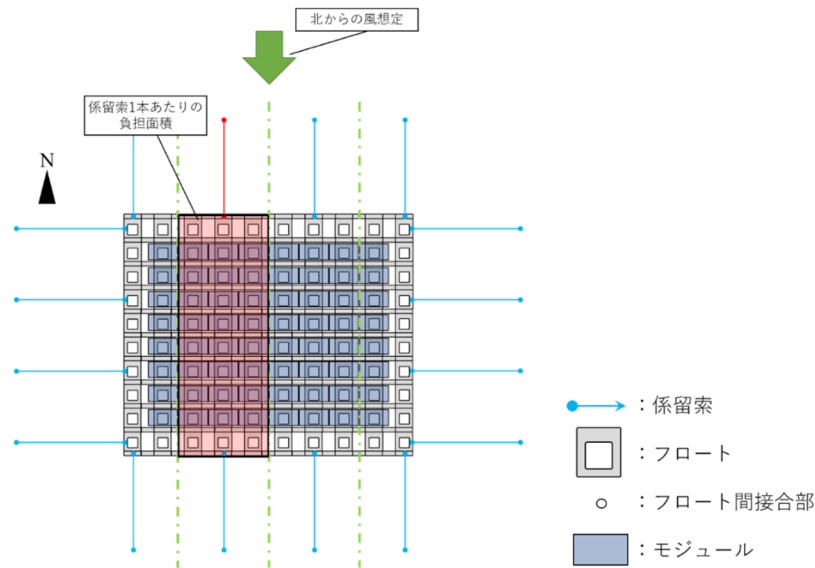 北からの風想定
係留索1本あたりの
負担面積
N
：係留索
：フロート
：フロート間接合部
：モジュール